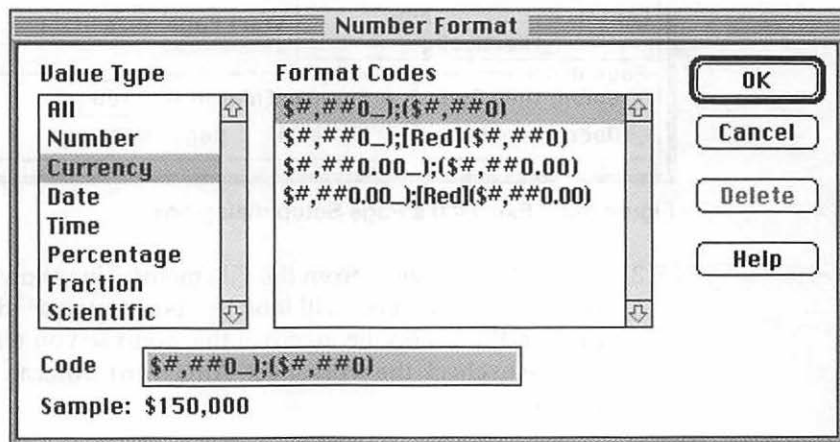 Number Format
Value Type
All
Number
Currency
Date
Time
Percentage
Fraction
Scientific
Format Codes
$#,##0_);($#,##0)
$#,##0_);[Red]($#,##0)
$#,##0.00_);($#,##0.00)
$#,##0.00_);[Red]($#,##0.00)
OK
Cancel
Delete
Help
Code $#,##0_);($#,##0)
Sample: $150,000